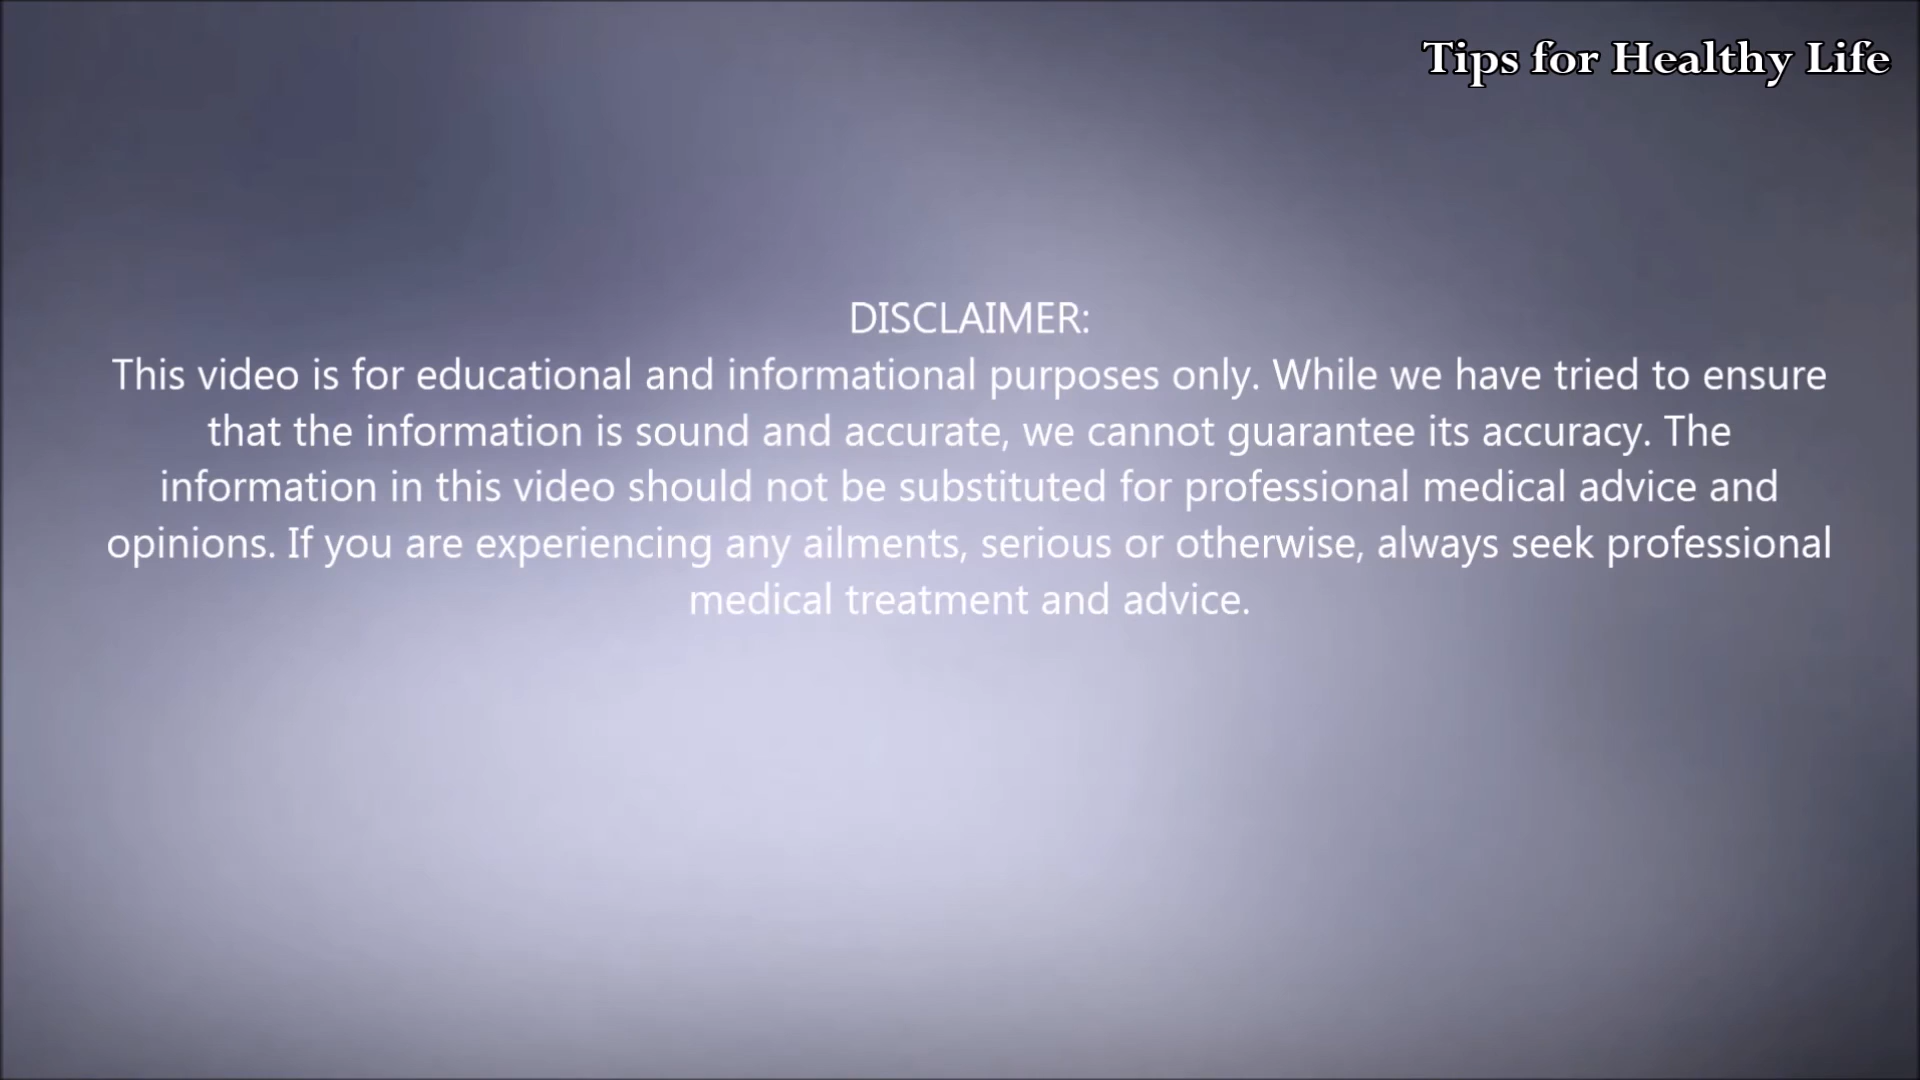 Tips for Healthy Life
DISCLAIMER:
This video is for educational and informational purposes only. While we have tried to ensure
that the information is sound and accurate, we cannot guarantee its accuracy. The
information in this video should not be substituted for professional medical advice and
opinions. If you are experiencing any ailments, serious or otherwise, always seek professional
medical treatment and advice.